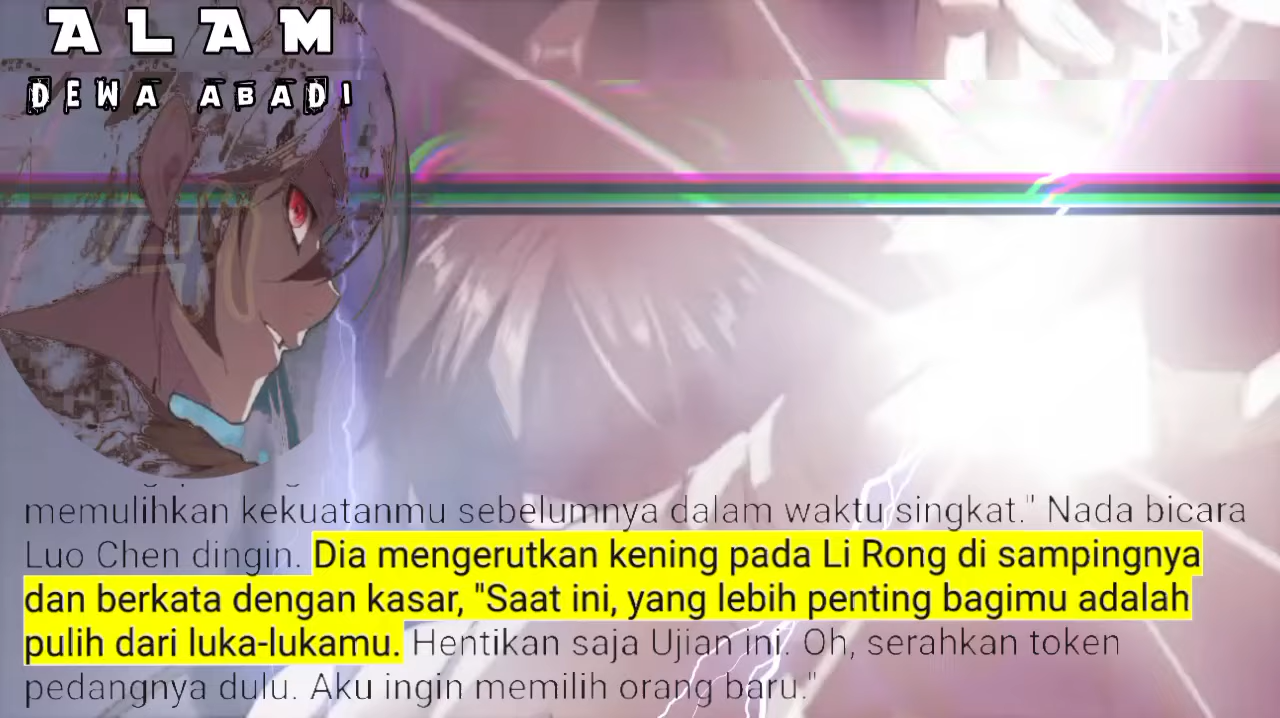 ALAM
DEWA ABADI
memulihkan kekuatanmu sebelumnya dalam waktu singkat." Nada bicara
Luo Chen dingin. Dia mengerutkan kening pada Li Rong di sampingnya
dan berkata dengan kasar, "Saat ini, yang lebih penting bagimu adalah
pulih dari luka-lukamu. Hentikan saja Ujian ini. Oh, serahkan token
pedangnya dulu. Aku ingin memilih orang baru."